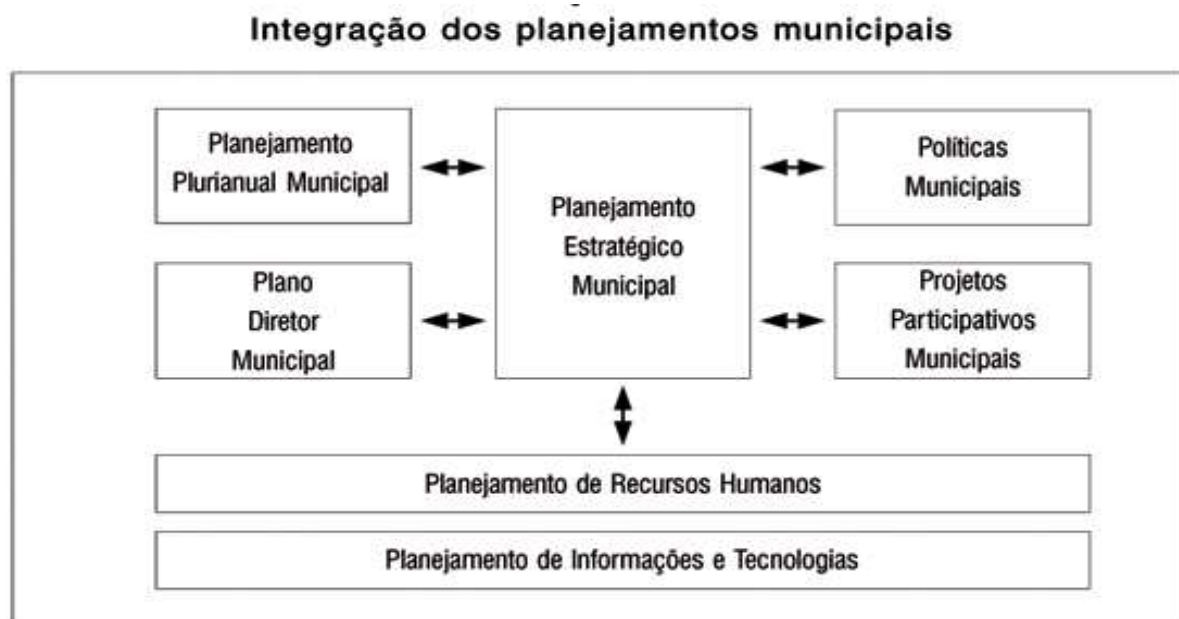 Integração dos planejamentos municipais
Planejamento
Plurianual Municipal
Planejamento
Estratégico
Municipal
Políticas
Municipais
Plano
Diretor
Municipal
Projetos
Participativos
Municipais
Planejamento de Recursos Humanos
Planejamento de Informações e Tecnologias